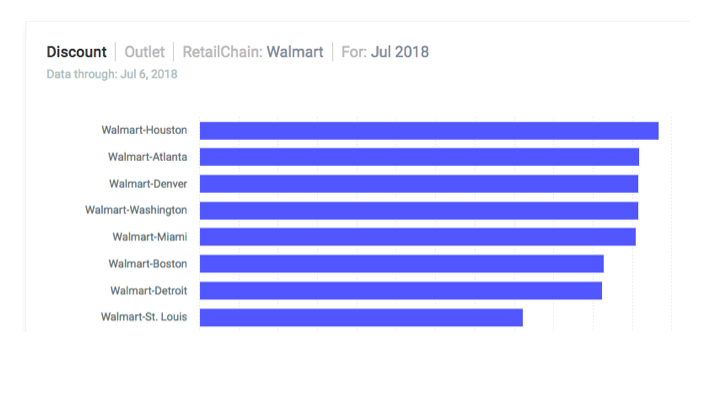 Discount | Outlet | RetailChain: Walmart | For: Jul 2018
Data through: Jul 6, 2018
Walmart-Houston
Walmart-Atlanta
Walmart-Denver
Walmart-Washington
Walmart-Miami
Walmart-Boston
Walmart-Detroit
Walmart-St. Louis